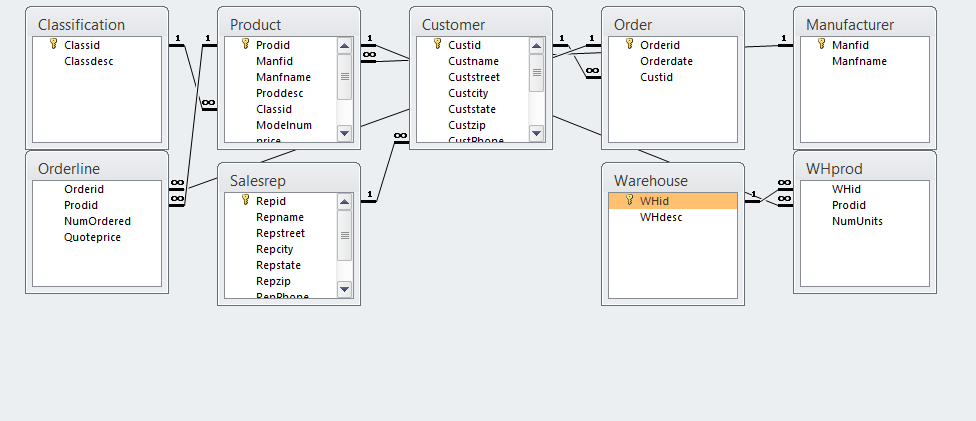 Classification
Classid
Classdesc
Product
Prodid
Manfid
Manfname
Proddesc
Classid
Modelnum
price
Customer
Custid
Custname
Custstreet
Custcity
Custstate
Custzip
CustPhone
Order
Orderid
Orderdate
Custid
Manufacturer
Manfid
Manfname
Orderline
Orderid
Prodid
NumOrdered
Quoteprice
Salesrep
Repid
Repname
Repstreet
Repcity
Repstate
Repzip
RepPhone
Warehouse
WHid
WHdesc
WHprod
WHid
Prodid
NumUnits
1
∞
1
∞
∞
1
∞
1
∞
1
1
∞
1
∞
1
1
∞
∞